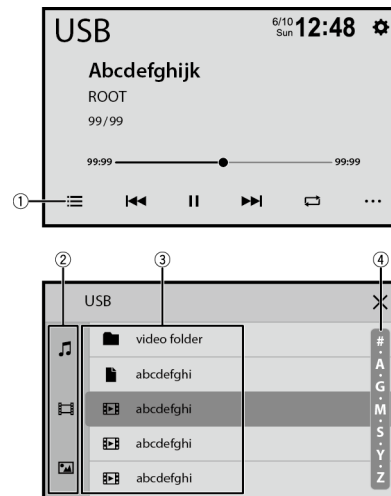 USB
6/10
Sun
12:48
Abcdefghijk
ROOT
99/99
99:99
99:99
①
② ③ ④
USB
video folder
abcdefghi
abcdefghi
abcdefghi
abcdefghi
#
A
G
M
S
Y
Z